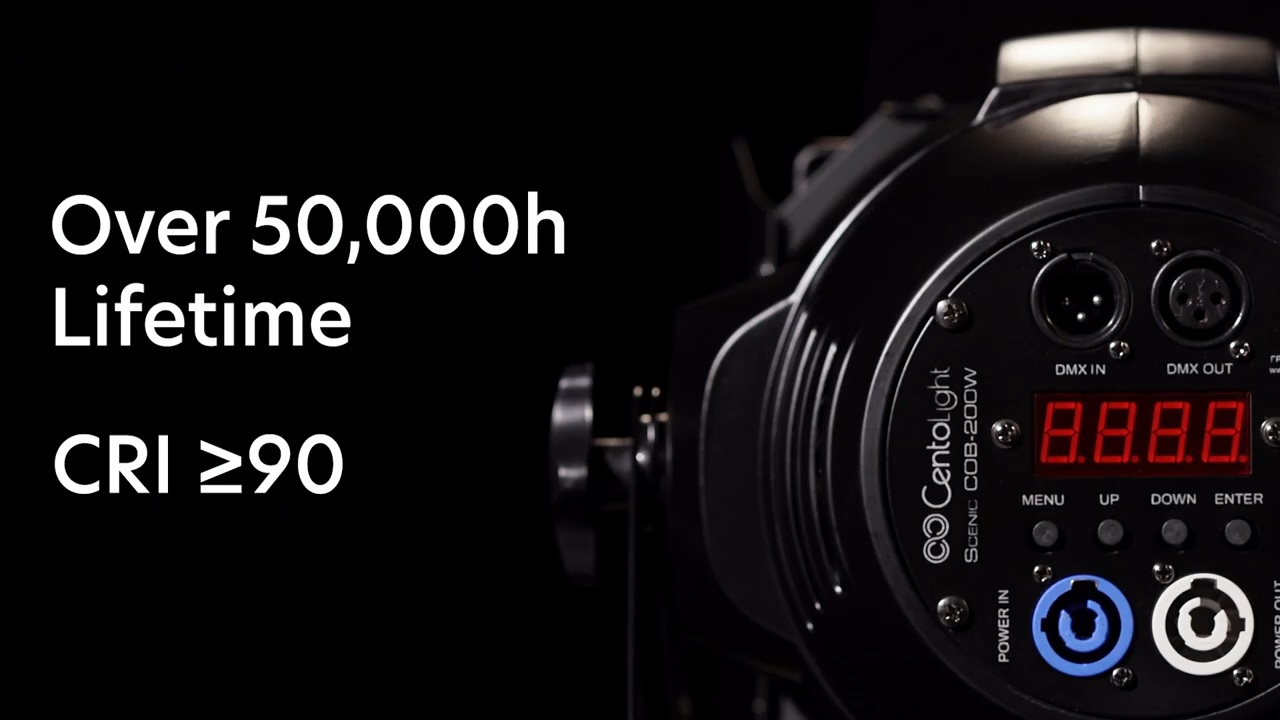 Over 50,000h
Lifetime
CRI ≥90
DMX IN
DMX OUT
CentoLight
Scenic COB-200W
8.8.8.8.
MENU
UP
DOWN
ENTER
POWER IN
POWER OUT